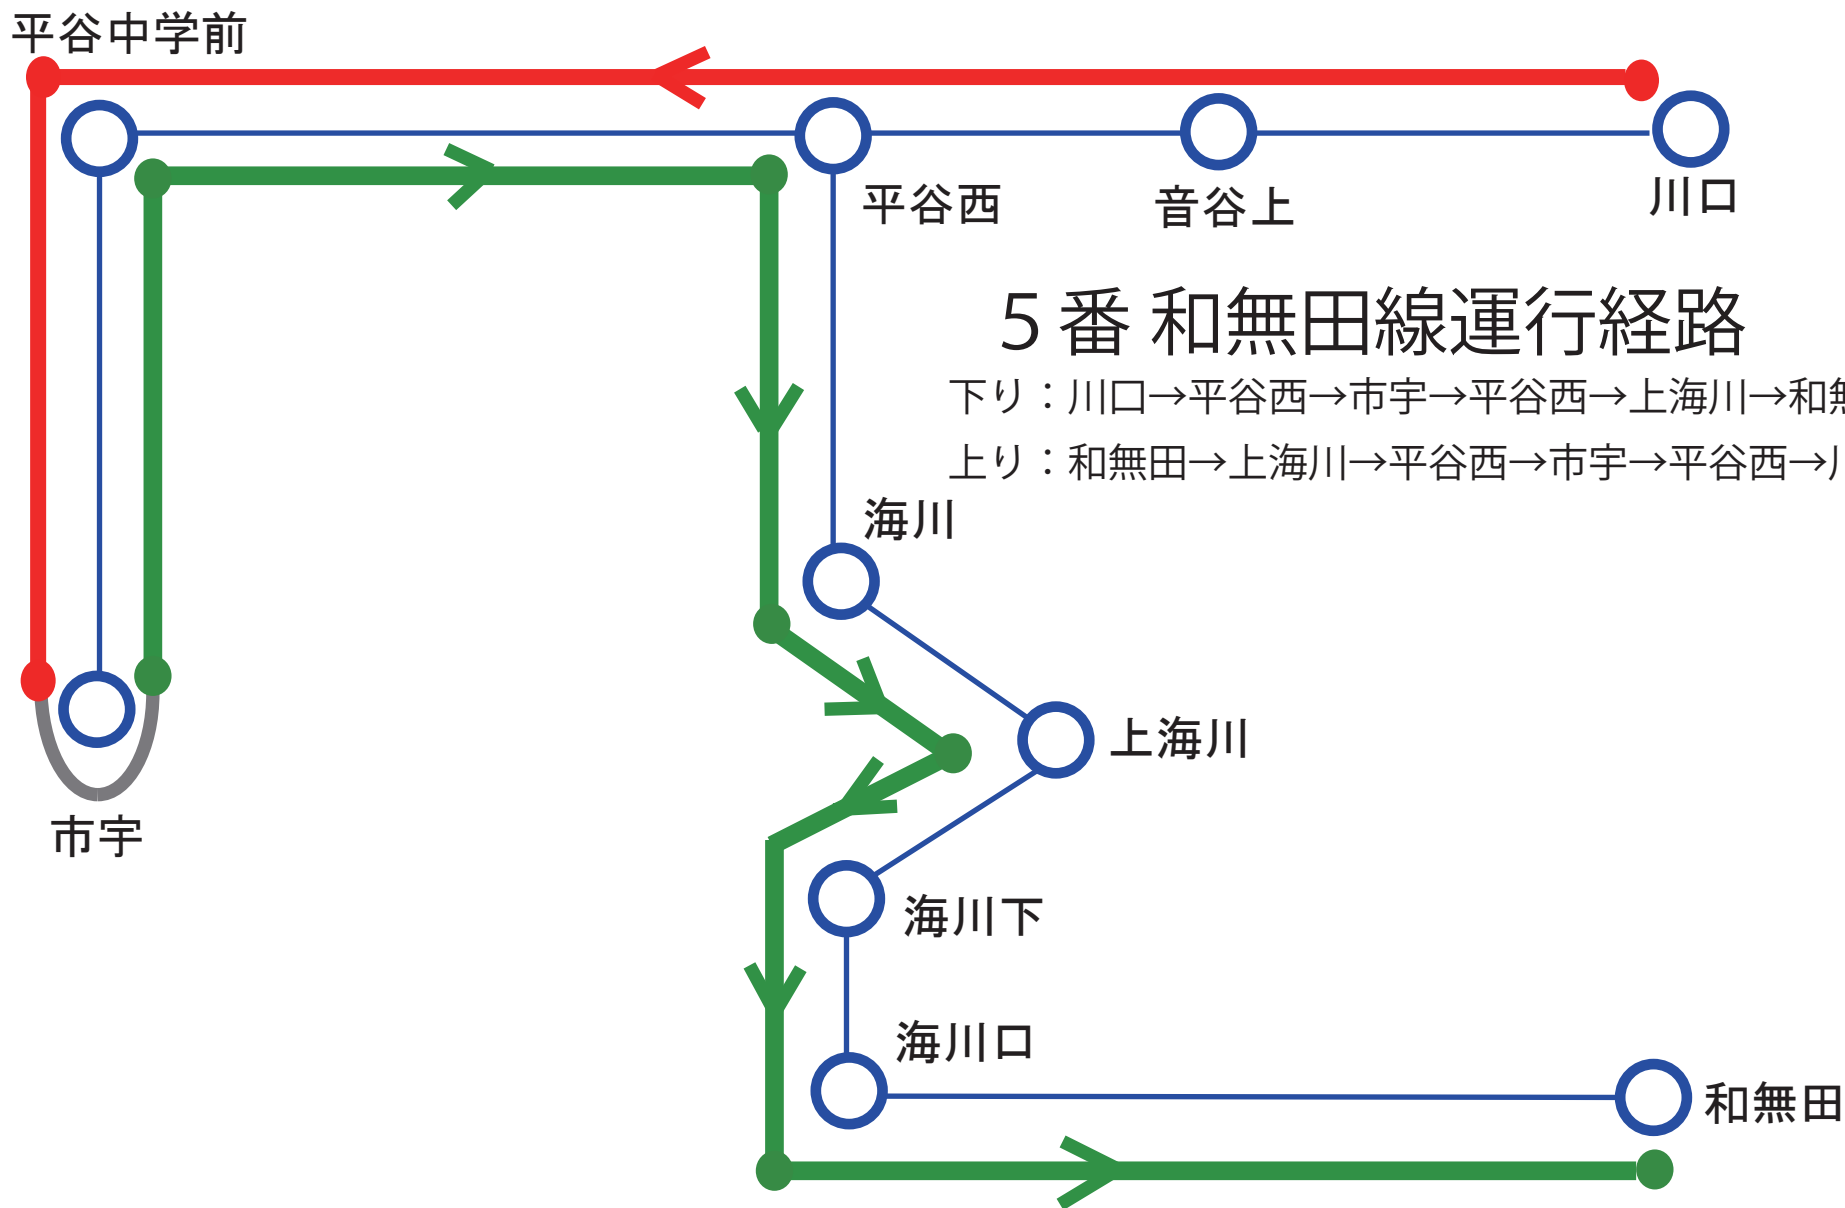 平谷中学前
平谷西
音谷上
川口
5番 和無田線運行経路
下り：川口→平谷西→市宇→平谷西→上海川→和無
上り：和無田→上海川→平谷西→市宇→平谷西→
海川
上海川
市宇
海川下
海川口
和無田